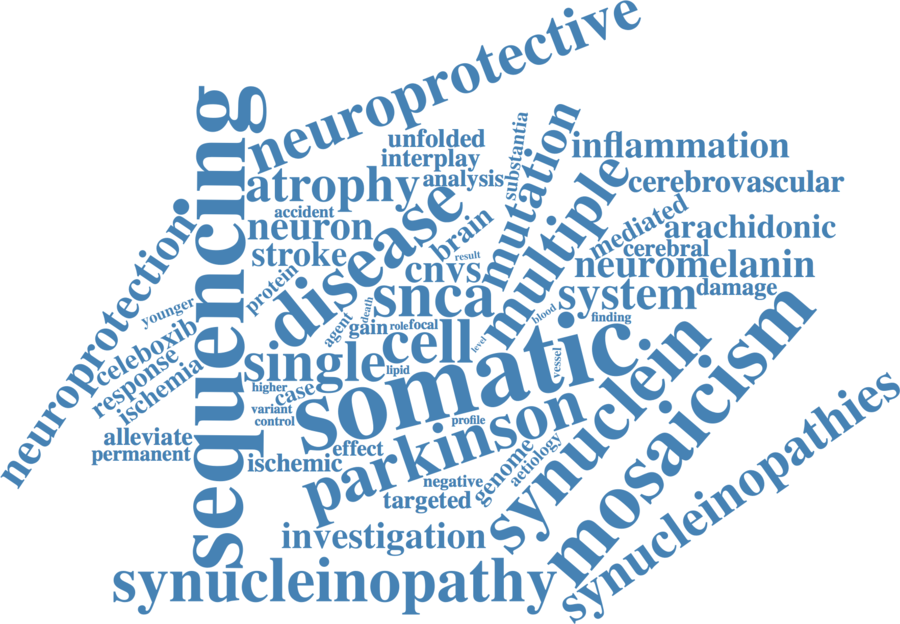 neuroprotective
sequencing
unfolded
interplay
substantia
mutation
inflammation
atrophy
analysis
multiple
cerebrovascular
accident
neuron
disease
brain
mediated
arachidonic
neuroprotection
stroke
result
cerebral
protein
cnvs
neuromelanin
younger
snca
system
damage
death
agent
gain
role
focal
blood
finding
celeboxib
cell
level
response
single
lipid
somatic
vessel
synuclein
mosaicism
ischemia
higher
case
variant
control
profile
parkinson
synucleinopathies
alleviate
permanent
effect
ischemic
genome
aetiology
negative
targeted
investigation
synucleinopathy